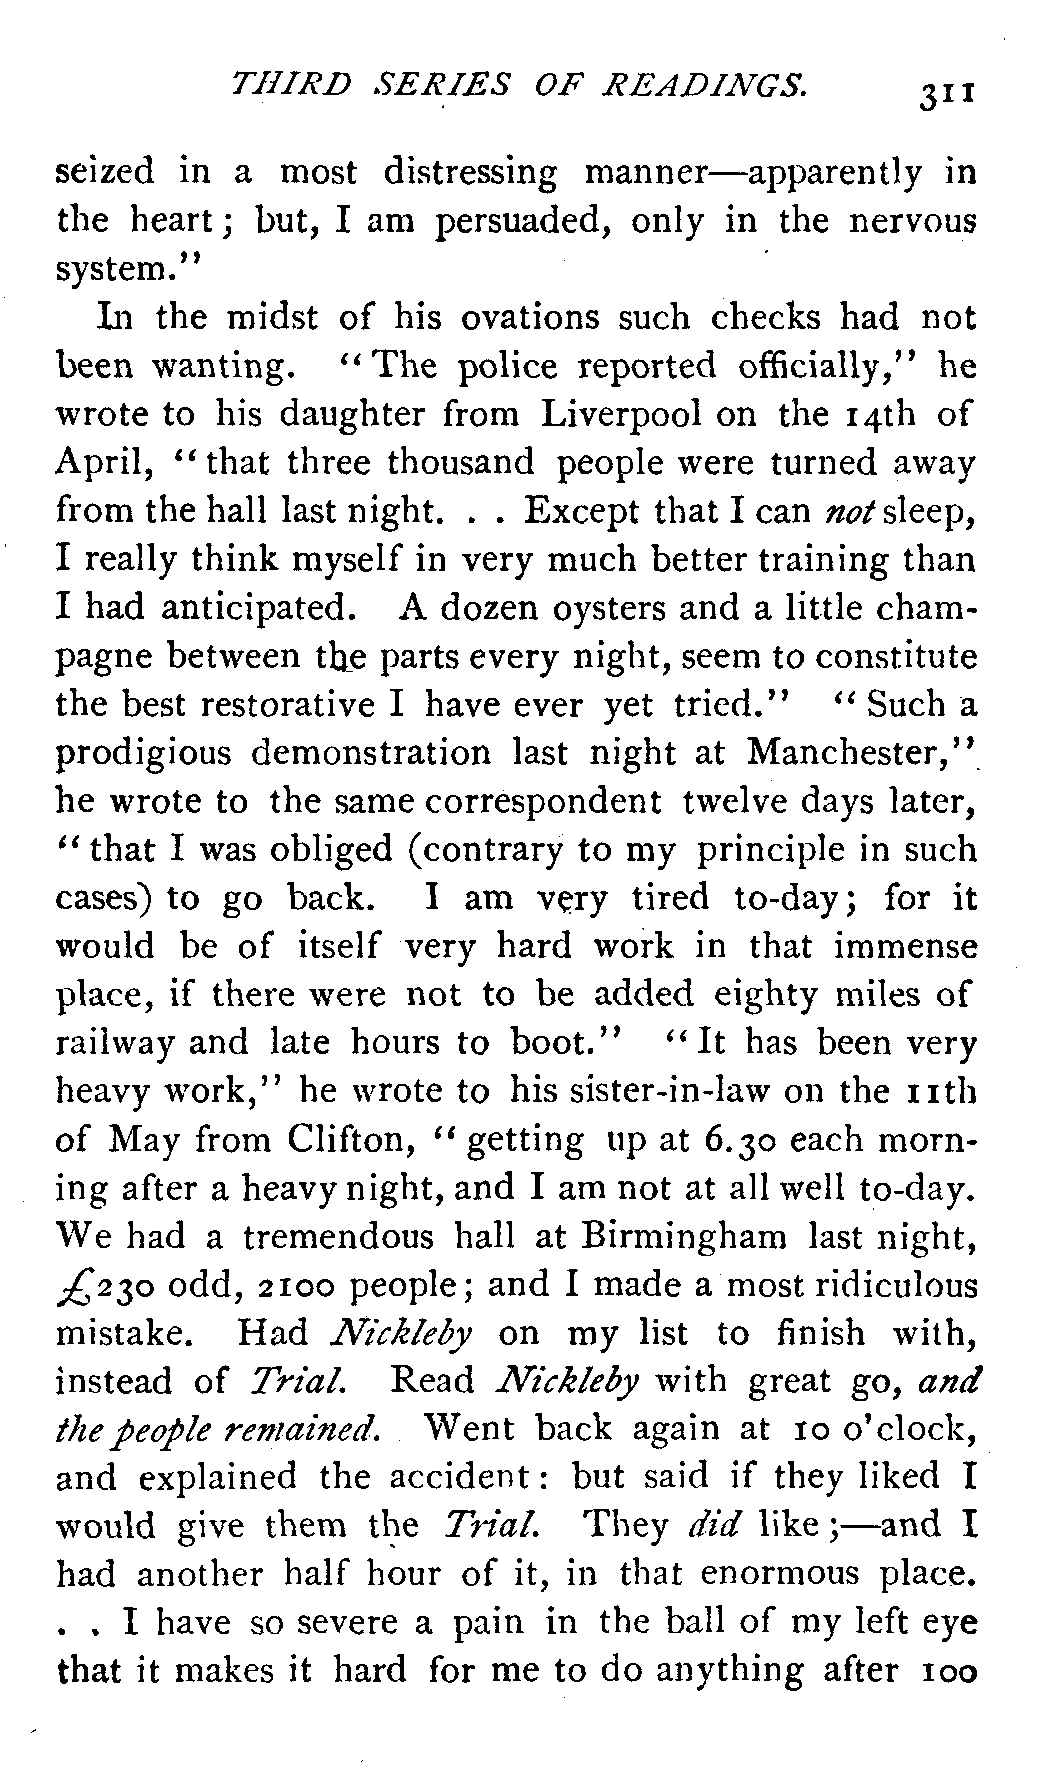 THIRD SERIES OF READINGS. 311
seized in a most distressing manner—apparently in
the heart; but, I am persuaded, only in the nervous
system."
In the midst of his ovations such checks had not
been wanting. "The police reported officially," he
wrote to his daughter from Liverpool on the 14th of
April, "that three thousand people were turned away
from the hall last night. . . Except that I can not sleep,
I really think myself in very much better training than
I had anticipated. A dozen oysters and a little cham-
pagne between the parts every night, seem to constitute
the best restorative I have ever yet tried." "Such a
prodigious demonstration last night at Manchester,"
he wrote to the same correspondent twelve days later,
"that I was obliged (contrary to my principle in such
cases) to go back. I am very tired to-day; for it
would be of itself very hard work in that immense
place, if there were not to be added eighty miles of
railway and late hours to boot." "It has been very
heavy work," he wrote to his sister-in-law on the 11th
of May from Clifton, "getting up at 6.30 each morn-
ing after a heavy night, and I am not at all well to-day.
We had a tremendous hall at Birmingham last night,
£230 odd, 2100 people; and I made a most ridiculous
mistake. Had Nickleby on my list to finish with,
instead of Trial. Read Nickleby with great go, and
the people remained. Went back again at 10 o'clock,
and explained the accident: but said if they liked I
would give them the Trial. They did like;—and I
had another half hour of it, in that enormous place.
. . I have so severe a pain in the ball of my left eye
that it makes it hard for me to do anything after 100